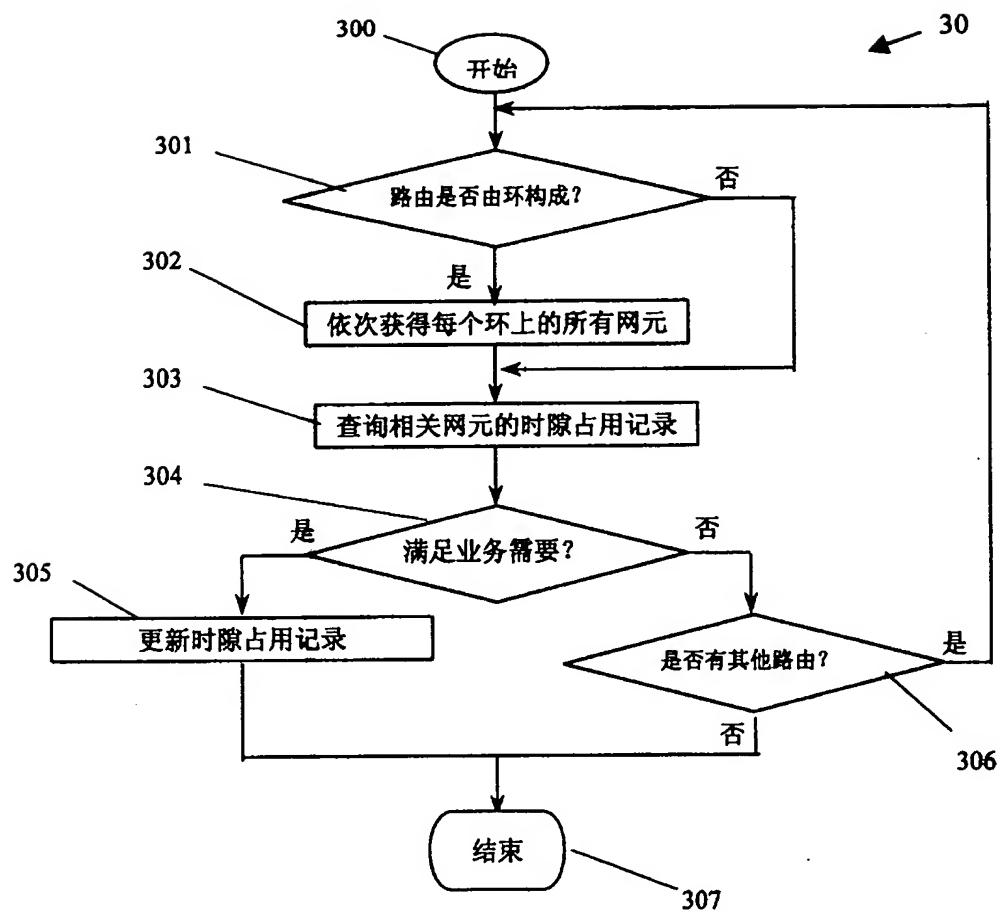 30
300
开始
301
路由是否由环构成?
否
是
302
依次获得每个环上的所有网元
303
查询相关网元的时隙占用记录
304
是
满足业务需要?
否
305
更新时隙占用记录
是否有其他路由?
是
否
306
结束
307